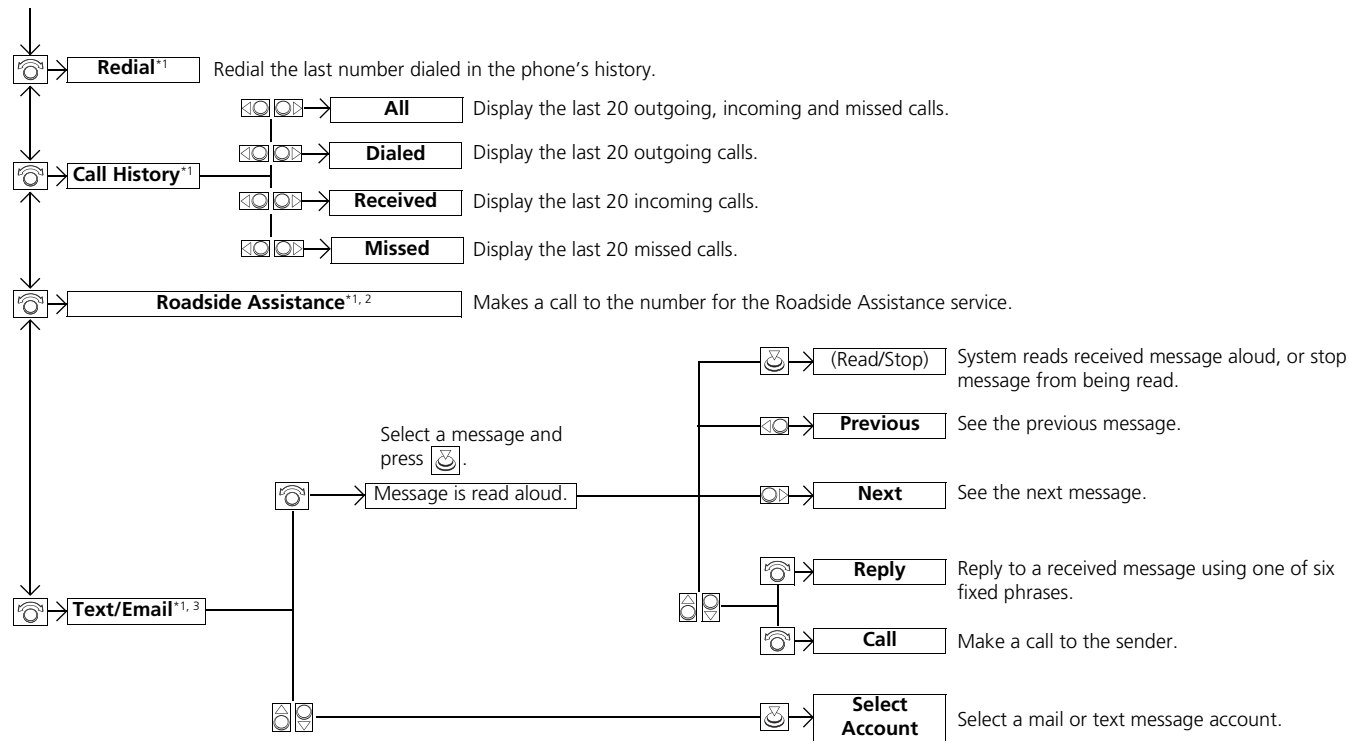 Redial*1 Redial the last number dialed in the phone's history.
All Display the last 20 outgoing, incoming and missed calls.
Dialed Display the last 20 outgoing calls.
Call History*1
Received Display the last 20 incoming calls.
Missed Display the last 20 missed calls.
Roadside Assistance*1, 2 Makes a call to the number for the Roadside Assistance service.
(Read/Stop) System reads received message aloud, or stop
message from being read.
Previous See the previous message.
Select a message and
press .
Message is read aloud.
Next See the next message.
Reply Reply to a received message using one of six
fixed phrases.
Text/Email*1, 3
Call Make a call to the sender.
Select
Account Select a mail or text message account.